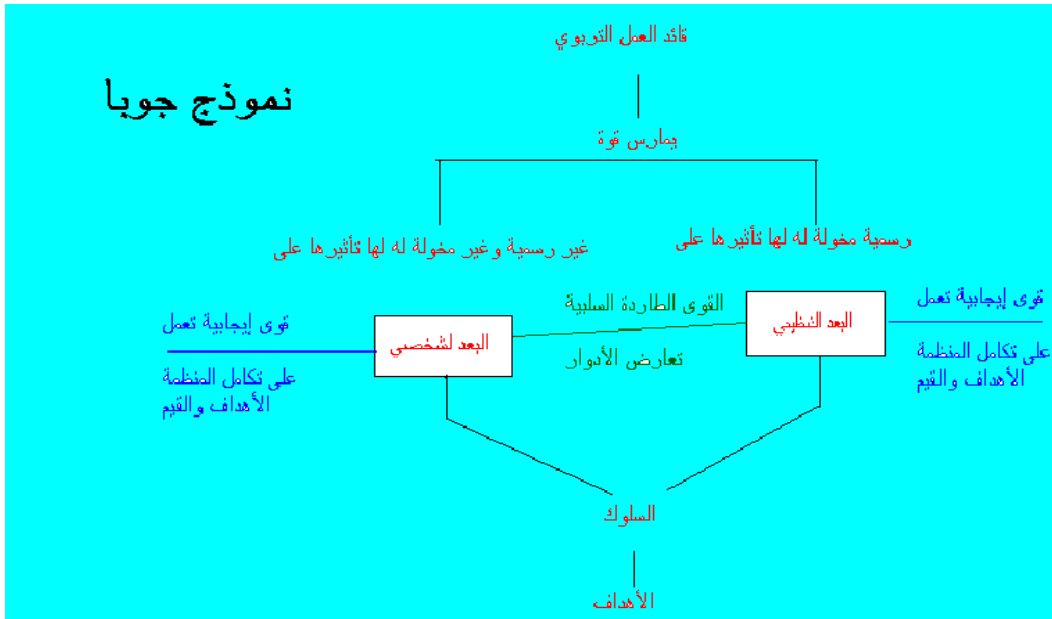 قائد العمل التربوي
نموذج جوبا
يمارس قوة
رسمية مخولة له لها تأثيرها على
غير رسمية وغير مخولة له لها تأثيرها على
قوى إيجابية تعمل
على تكامل المنظمة
الأهداف والقيم
البعد التنظيمي
القوى الطاردة السلبية
تعارض الأدوار
البعد لشخصي
قوى إيجابية تعمل
على تكامل المنظمة
الأهداف والقيم
السلوك
الأهداف